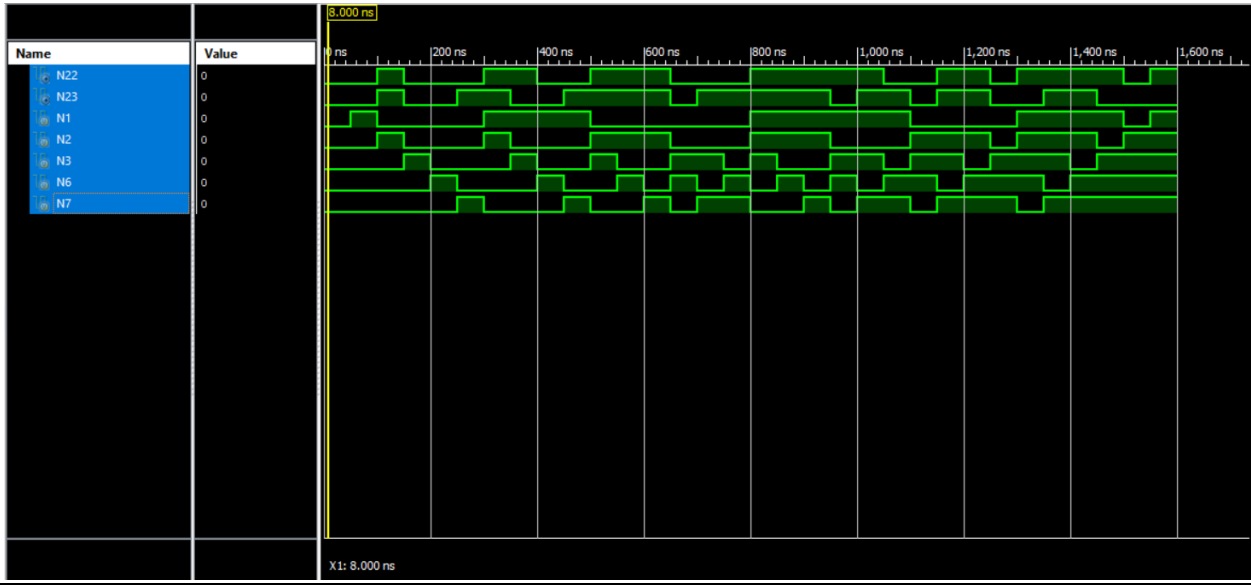 8.000 ns
Name Value
0 ns 200 ns 400 ns 600 ns 800 ns 1,000 ns 1,200 ns 1,400 ns 1,600 ns
N22 0
N23 0
N1 0
N2 0
N3 0
N6 0
N7 0
X1: 8.000 ns